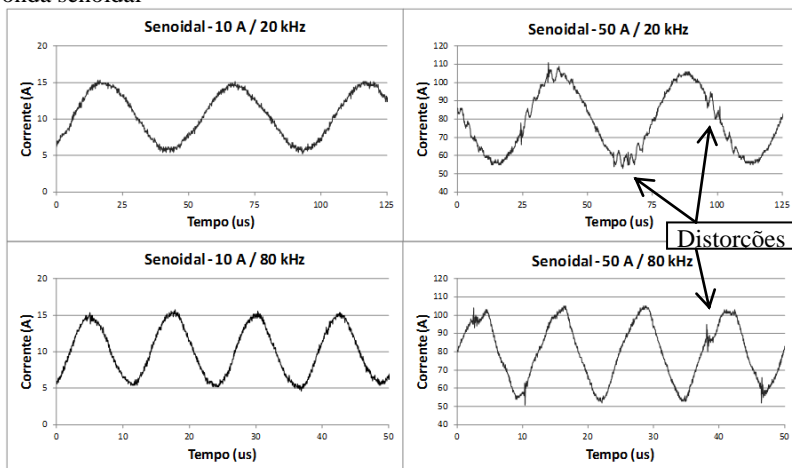 onda senoidal
Senoidal - 10 A / 20 kHz
Corrente (A)
20
15
10
5
0
0 25 50 75 100 125
Tempo (us)
Senoidal - 50 A / 20 kHz
Corrente (A)
120
110
100
90
80
70
60
50
40
0 25 50 75 100 125
Tempo (us)
Distorções
Senoidal - 10 A / 80 kHz
Corrente (A)
20
15
10
5
0
0 10 20 30 40 50
Tempo (us)
Senoidal - 50 A / 80 kHz
Corrente (A)
120
110
100
90
80
70
60
50
40
0 10 20 30 40 50
Tempo (us)